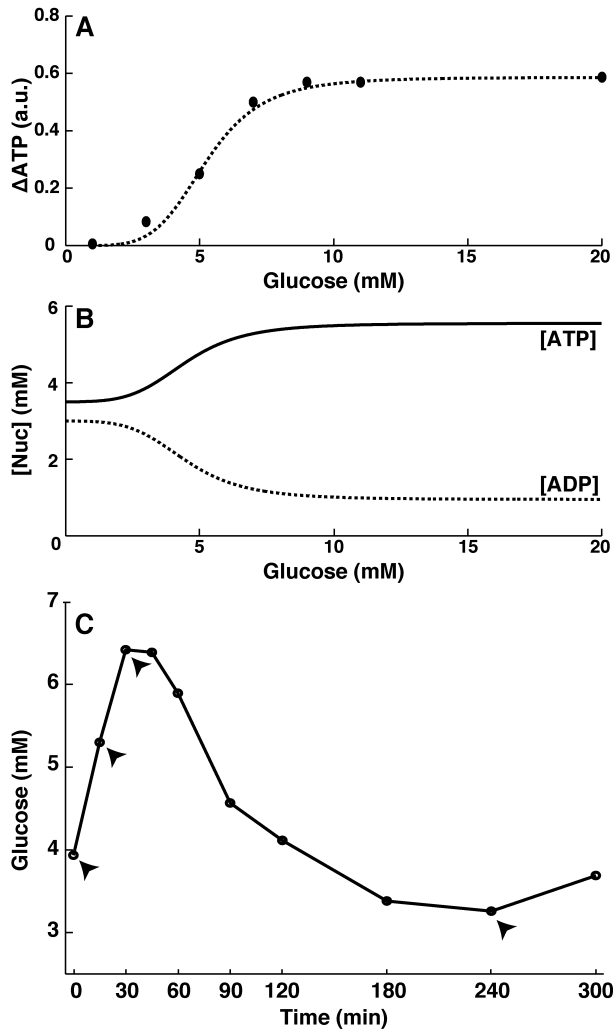 A
0.8
0.6
0.4
0.2
0
ΔATP (a.u.)
0 5 10 15 20
Glucose (mM)
B
6
4
2
0
[Nuc] (mM)
[ATP]
[ADP]
0 5 10 15 20
Glucose (mM)
C
7
6
5
4
3
Glucose (mM)
0 30 60 90 120 180 240 300
Time (min)